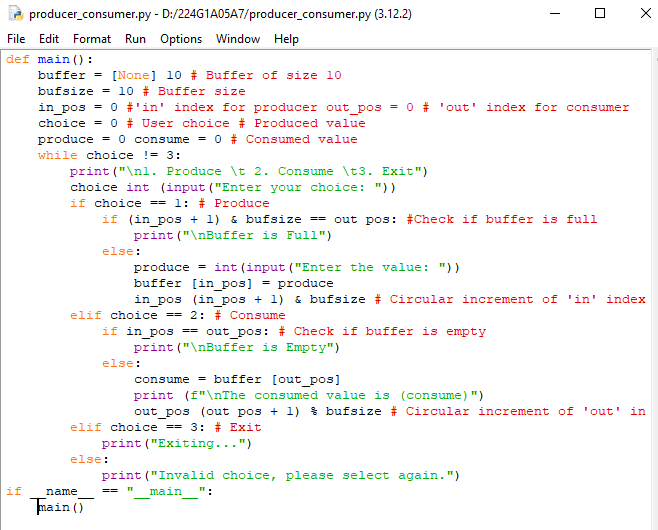 producer_consumer.py - D:/224G1A05A7/producer_consumer.py (3.12.2)
File Edit Format Run Options Window Help
def main():
    buffer = [None] 10 # Buffer of size 10
    bufsize = 10 # Buffer size
    in_pos = 0 #'in' index for producer out_pos = 0 # 'out' index for consumer
    choice = 0 # User choice # Produced value
    produce = 0 consume = 0 # Consumed value
    while choice != 3:
        print("\n1. Produce \t 2. Consume \t3. Exit")
        choice int (input("Enter your choice: "))
        if choice == 1: # Produce
            if (in_pos + 1) & bufsize == out pos: #Check if buffer is full
                print("\nBuffer is Full")
            else:
                produce = int(input("Enter the value: "))
                buffer [in_pos] = produce
                in_pos (in_pos + 1) & bufsize # Circular increment of 'in' index
        elif choice == 2: # Consume
            if in_pos == out_pos: # Check if buffer is empty
                print("\nBuffer is Empty")
            else:
                consume = buffer [out_pos]
                print (f"\nThe consumed value is (consume)")
                out_pos (out pos + 1) % bufsize # Circular increment of 'out' in
        elif choice == 3: # Exit
            print("Exiting...")
        else:
            print("Invalid choice, please select again.")
if __name__ == "__main__":
    main()